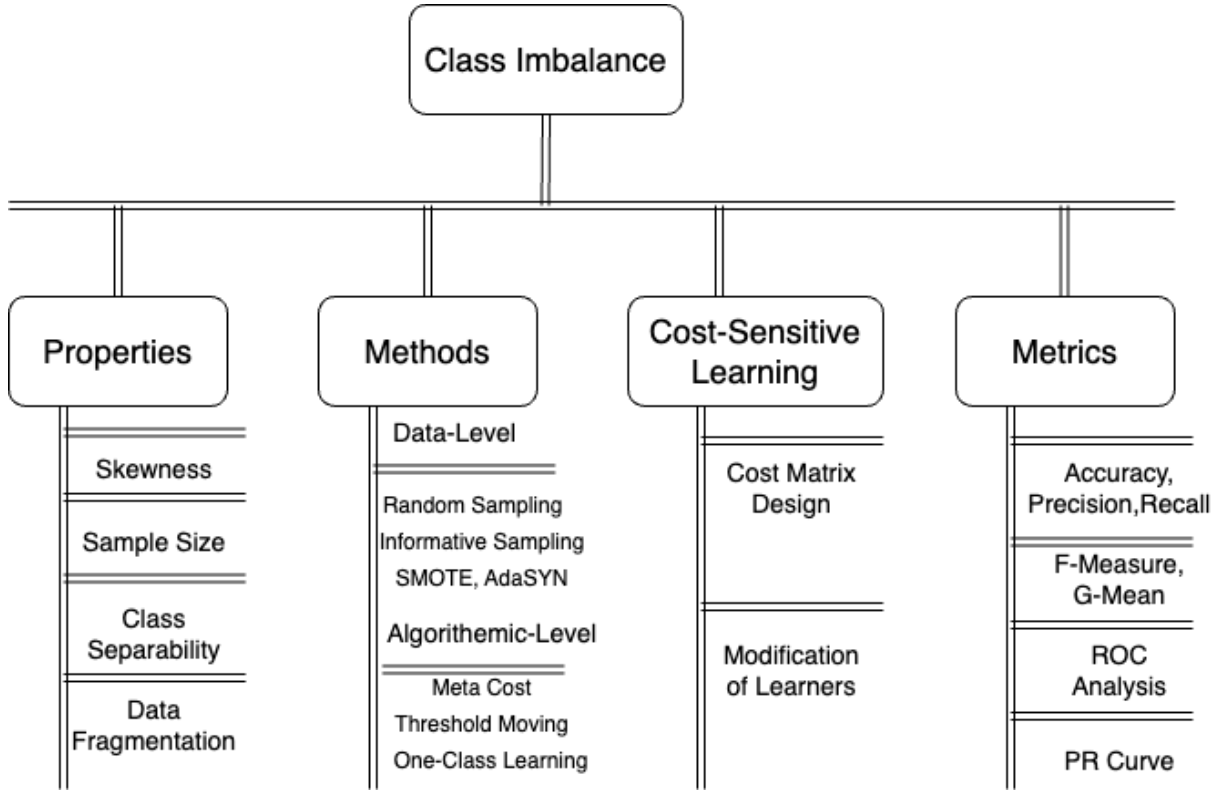 Class Imbalance
Properties
Skewness
Sample Size
Class
Separability
Data
Fragmentation
Methods
Data-Level
Random Sampling
Informative Sampling
SMOTE, AdaSYN
Algorithemic-Level
Meta Cost
Threshold Moving
One-Class Learning
Cost-Sensitive
Learning
Cost Matrix
Design
Modification
of Learners
Metrics
Accuracy,
Precision,Recall
F-Measure,
G-Mean
ROC
Analysis
PR Curve